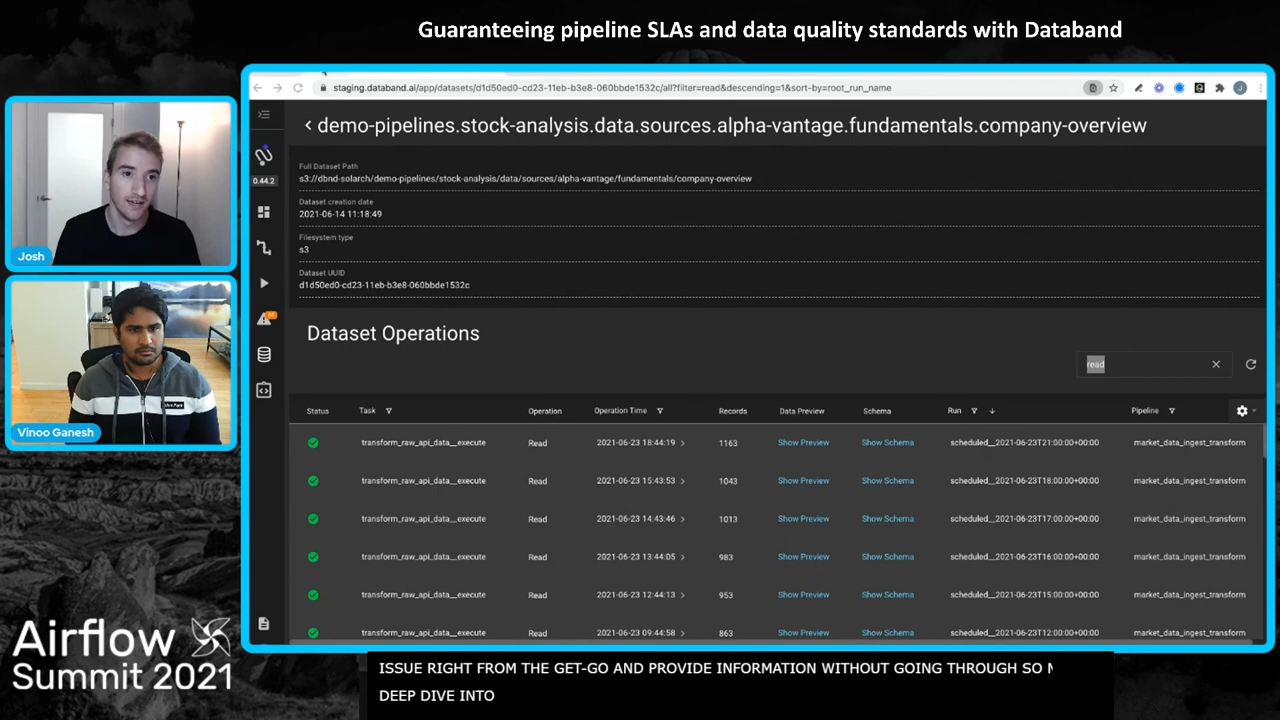 Guaranteeing pipeline SLAs and data quality standards with Databand
staging.databand.ai/app/datasets/d1d50ed0-cd23-11eb-b3e8-060bbde1532c/all?filter=read&descending=1&sort-by=root_run_name
demo-pipelines.stock-analysis.data.sources.alpha-vantage.fundamentals.company-overview
Full Dataset Path
s3://dbnd-solarch/demo-pipelines/stock-analysis/data/sources/alpha-vantage/fundamentals/company-overview
0.44.2
Dataset creation date
2021-06-14 11:18:49
Filesystem type
s3
Dataset UUID
d1d50ed0-cd23-11eb-b3e8-060bbde1532c
Dataset Operations
read
Status Task Operation Operation Time Records Data Preview Schema Run Pipeline
transform_raw_api_data__execute Read 2021-06-23 18:44:19 1163 Show Preview Show Schema scheduled__2021-06-23T21:00:00+00:00 market_data_ingest_transform
transform_raw_api_data__execute Read 2021-06-23 15:43:53 1043 Show Preview Show Schema scheduled__2021-06-23T18:00:00+00:00 market_data_ingest_transform
transform_raw_api_data__execute Read 2021-06-23 14:43:46 1013 Show Preview Show Schema scheduled__2021-06-23T17:00:00+00:00 market_data_ingest_transform
transform_raw_api_data__execute Read 2021-06-23 13:44:05 983 Show Preview Show Schema scheduled__2021-06-23T16:00:00+00:00 market_data_ingest_transform
transform_raw_api_data__execute Read 2021-06-23 12:44:13 953 Show Preview Show Schema scheduled__2021-06-23T15:00:00+00:00 market_data_ingest_transform
transform_raw_api_data__execute Read 2021-06-23 09:44:58 863 Show Preview Show Schema scheduled__2021-06-23T12:00:00+00:00 market_data_ingest_transform
Josh
Vinoo Ganesh
Airflow
Summit 2021
ISSUE RIGHT FROM THE GET-GO AND PROVIDE INFORMATION WITHOUT GOING THROUGH SO
DEEP DIVE INTO